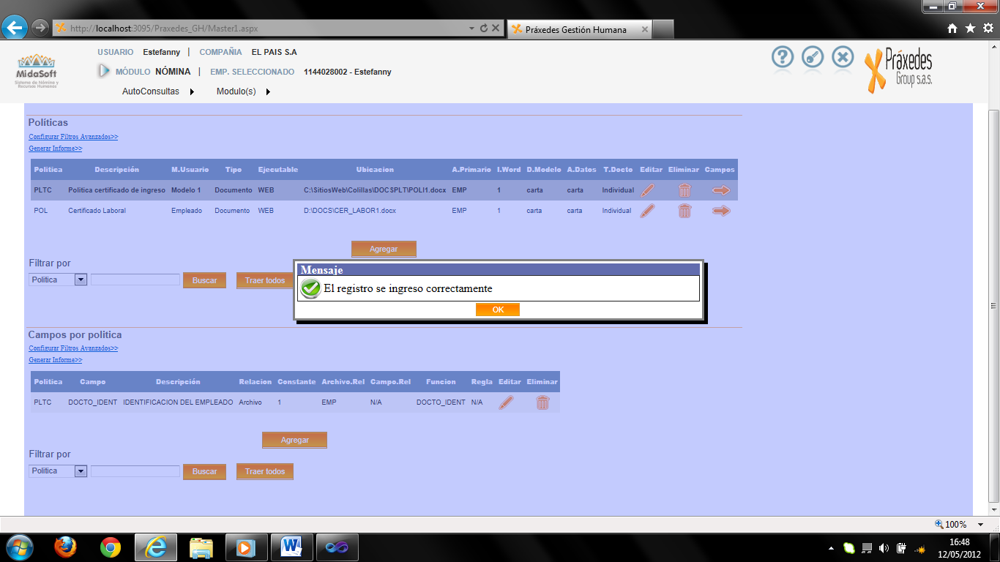 http://localhost:3095/Praxedes_GH/Master1.aspx
Práxedes Gestión Humana
MidaSoft
Sistema de Nómina y
Recursos Humanos
USUARIO Estefanny | COMPAÑIA EL PAIS S.A
MÓDULO NÓMINA | EMP. SELECCIONADO 1144028002 - Estefanny
AutoConsultas Modulo(s)
Práxedes
Group s.a.s.
Políticas
Configurar Filtros Avanzados>>
Generar Informe>>
Politica Descripción M.Usuario Tipo Ejecutable Ubicacion A.Primario I.Word D.Modelo A.Datos T.Docto Editar Eliminar Campos
PLTC Politica certificado de ingreso Modelo 1 Documento WEB C:\SitiosWeb\Colillas\DOCSPLT\POLI1.docx EMP 1 carta carta Individual
POL Certificado Laboral Empleado Documento WEB D:\DOCS\CER_LABOR1.docx EMP 1 carta carta Individual
Agregar
Filtrar por
Politica Buscar Traer todos
Mensaje
El registro se ingreso correctamente
OK
Campos por politica
Configurar Filtros Avanzados>>
Generar Informe>>
Politica Campo Descripción Relacion Constante Archivo.Rel Campo.Rel Funcion Regla Editar Eliminar
PLTC DOCTO_IDENT IDENTIFICACION DEL EMPLEADO Archivo 1 EMP N/A DOCTO_IDENT N/A
Agregar
Filtrar por
Politica Buscar Traer todos
100%
16:48
12/05/2012